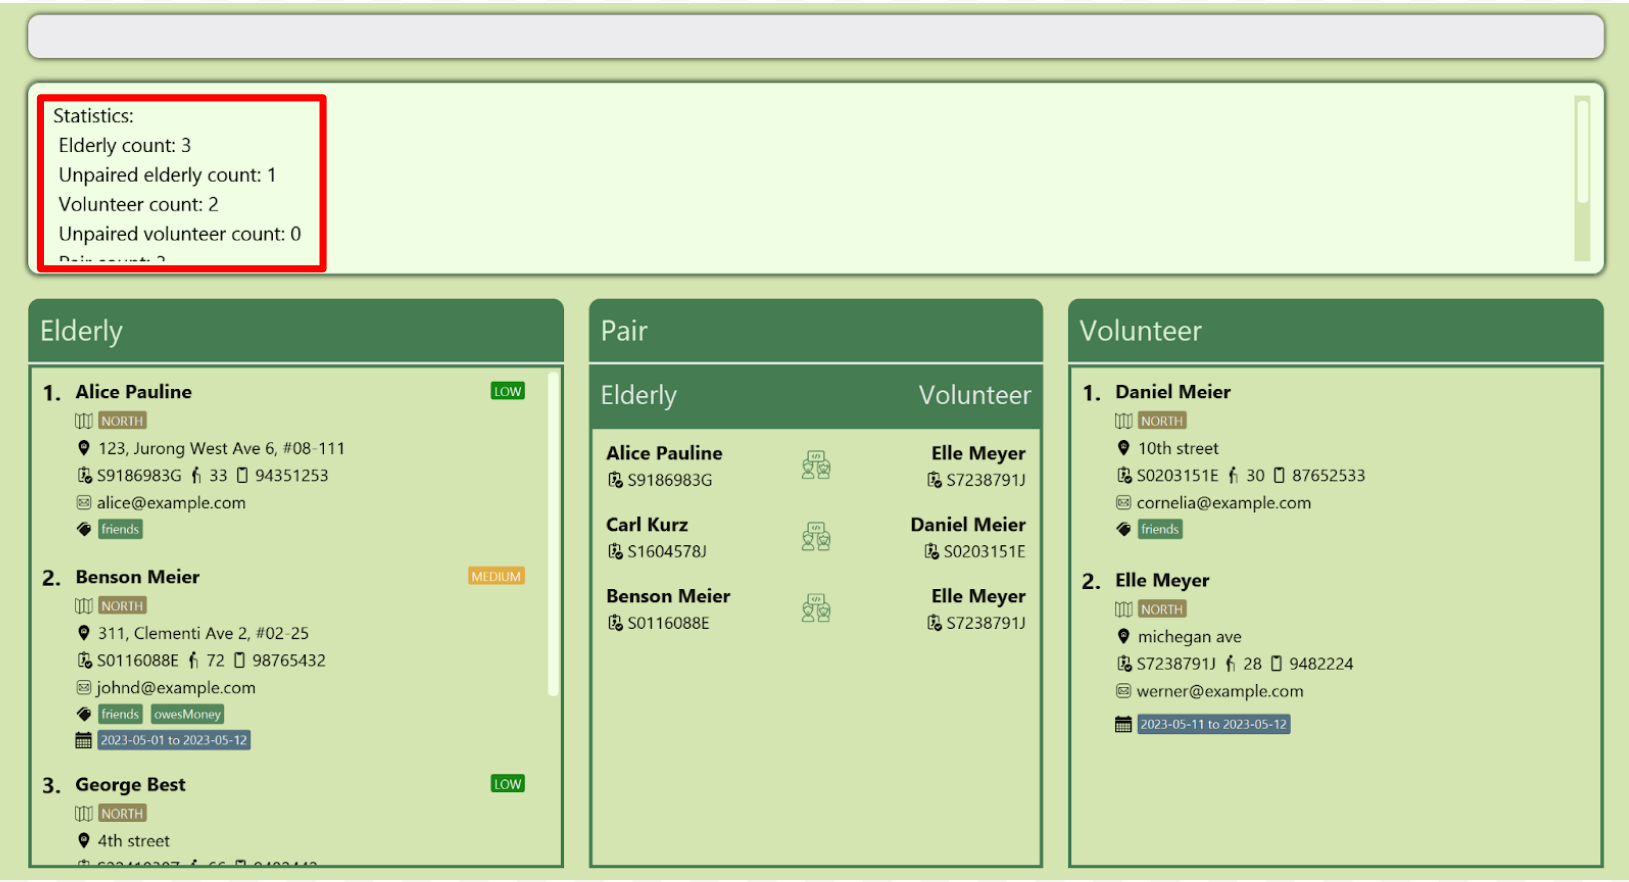 Statistics:
Elderly count: 3
Unpaired elderly count: 1
Volunteer count: 2
Unpaired volunteer count: 0
Pair count:
Elderly
1. Alice Pauline LOW
NORTH
123, Jurong West Ave 6, #08-111
S9186983G 33 94351253
alice@example.com
friends
2. Benson Meier MEDIUM
NORTH
311, Clementi Ave 2, #02-25
S0116088E 72 98765432
johnd@example.com
friends owesMoney
2023-05-01 to 2023-05-12
3. George Best LOW
NORTH
4th street
Pair
Elderly Volunteer
Alice Pauline Elle Meyer
S9186983G S7238791J
Carl Kurz Daniel Meier
S1604578J S0203151E
Benson Meier Elle Meyer
S0116088E S7238791J
Volunteer
1. Daniel Meier
NORTH
10th street
S0203151E 30 87652533
cornelia@example.com
friends
2. Elle Meyer
NORTH
michegan ave
S7238791J 28 9482224
werner@example.com
2023-05-11 to 2023-05-12